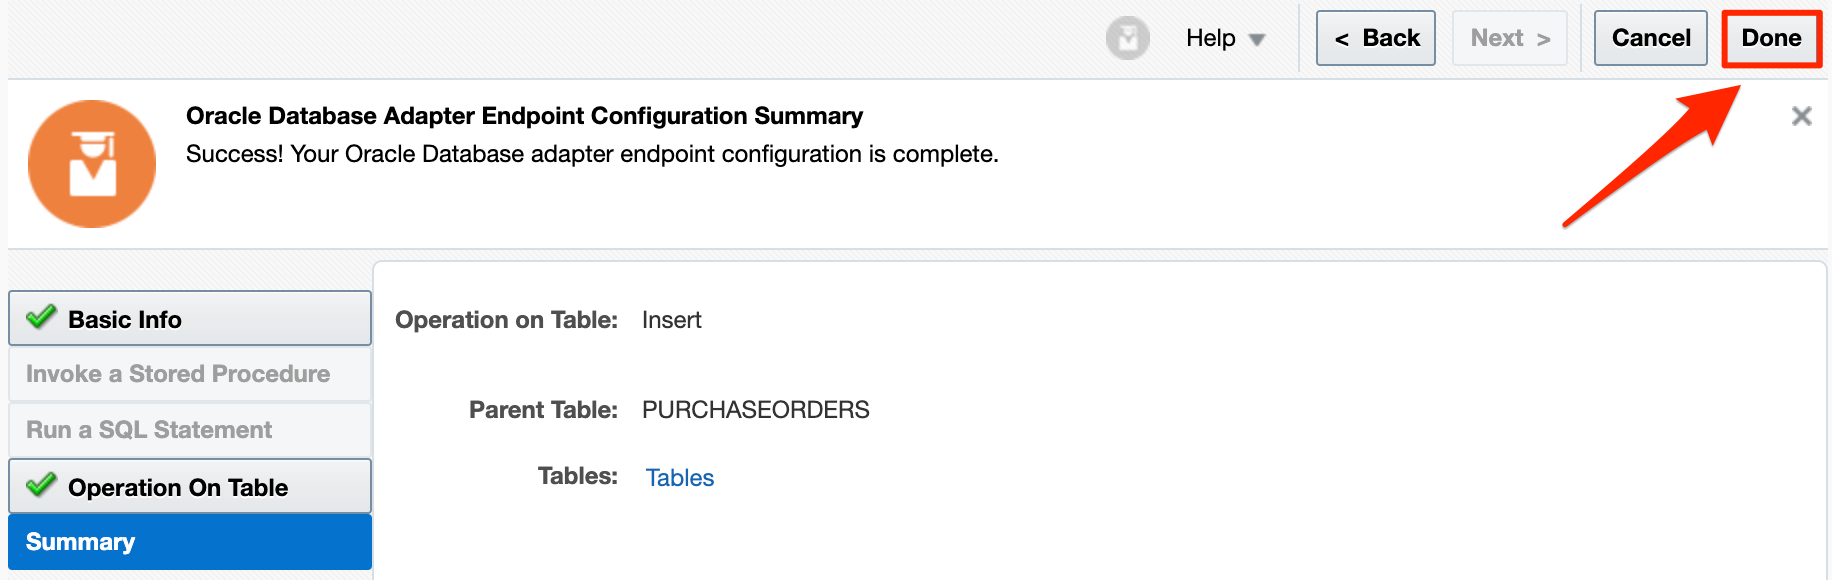 Help
< Back
Next >
Cancel
Done
Oracle Database Adapter Endpoint Configuration Summary
Success! Your Oracle Database adapter endpoint configuration is complete.
Basic Info
Invoke a Stored Procedure
Run a SQL Statement
Operation On Table
Summary
Operation on Table: Insert
Parent Table: PURCHASEORDERS
Tables: Tables